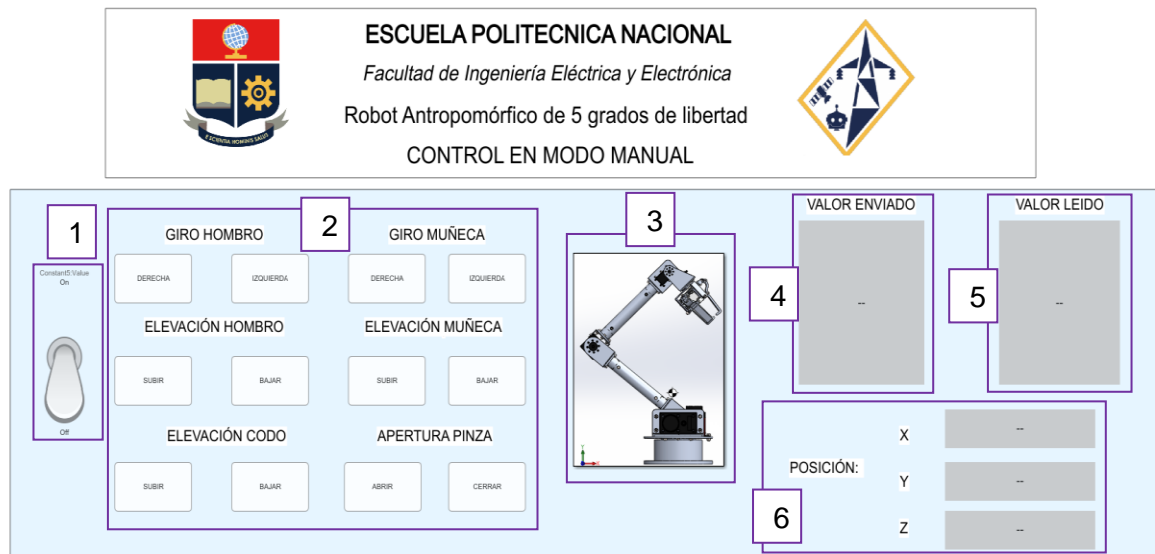 ESCUELA POLITECNICA NACIONAL
Facultad de Ingeniería Eléctrica y Electrónica
Robot Antropomórfico de 5 grados de libertad
CONTROL EN MODO MANUAL
E SCIENTIA HOMINIS SALUS
1
Constant5:Value
On
Off
2
GIRO HOMBRO
GIRO MUÑECA
DERECHA
IZQUIERDA
DERECHA
IZQUIERDA
ELEVACIÓN HOMBRO
ELEVACIÓN MUÑECA
SUBIR
BAJAR
SUBIR
BAJAR
ELEVACIÓN CODO
APERTURA PINZA
SUBIR
BAJAR
ABRIR
CERRAR
3
VALOR ENVIADO
4
--
VALOR LEIDO
5
--
POSICIÓN:
X
--
Y
--
Z
--
6